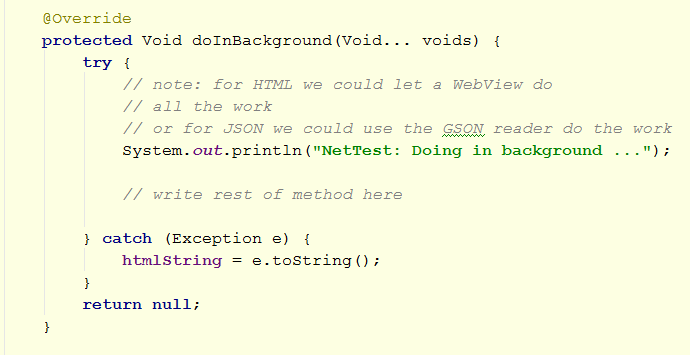 @Override
protected Void doInBackground(Void... voids) {
try {
// note: for HTML we could let a WebView do
// all the work
// or for JSON we could use the GSON reader do the work
System.out.println("NetTest: Doing in background ...");
// write rest of method here
} catch (Exception e) {
htmlString = e.toString();
}
return null;
}